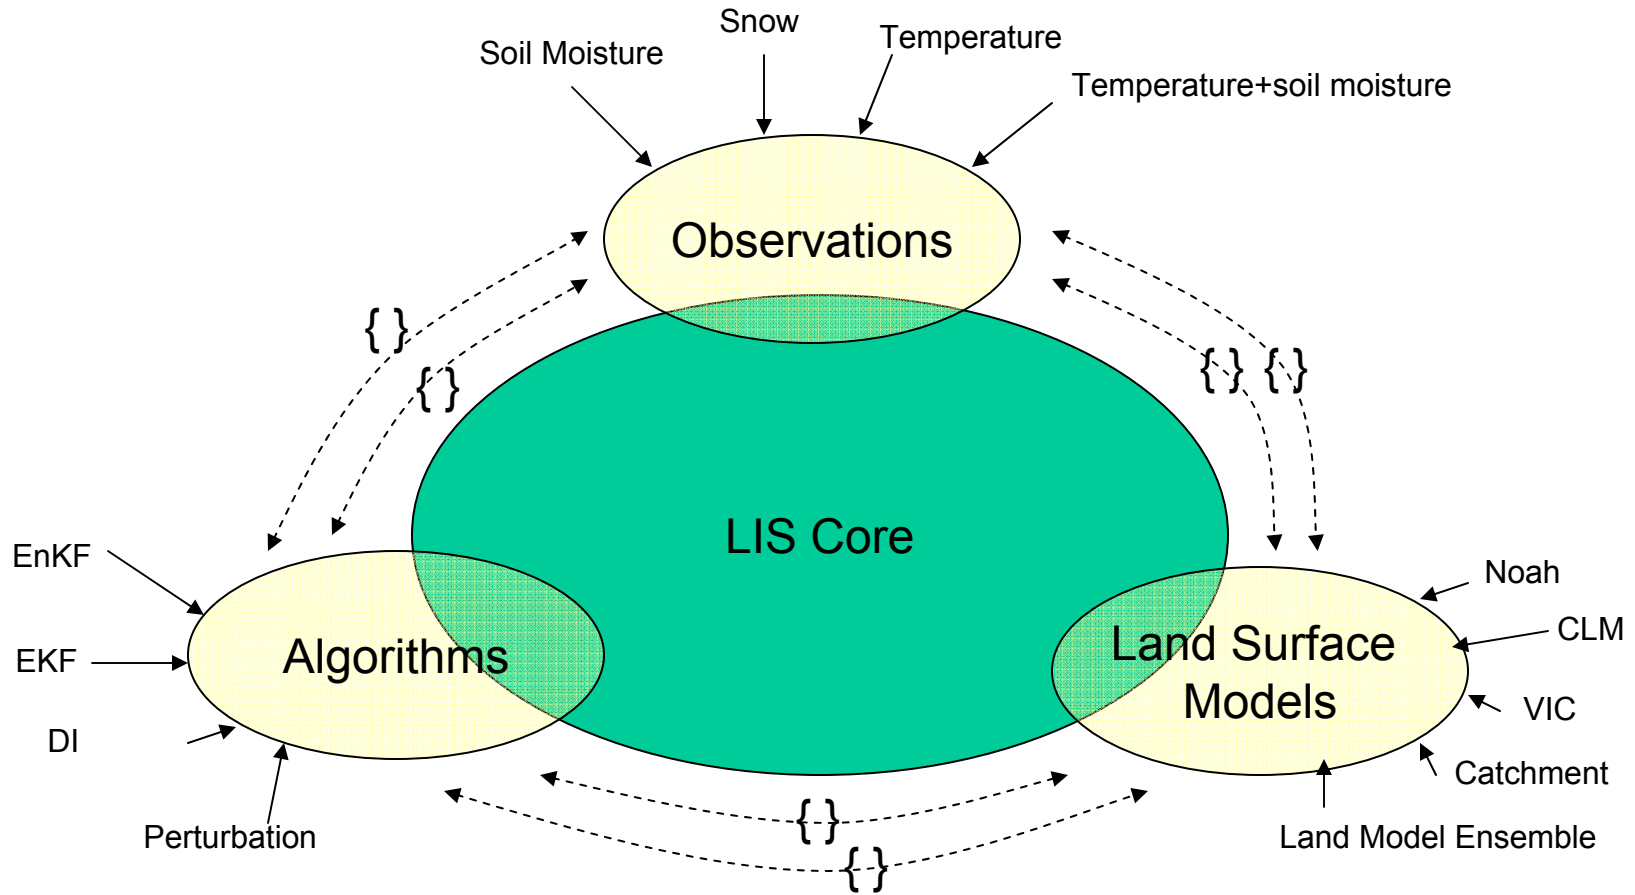 Snow
Temperature
Soil Moisture
Temperature+soil moisture
Observations
{ }
{ }
{ }
{ }
LIS Core
EnKF
Noah
CLM
EKF
Algorithms
Land Surface
Models
VIC
DI
Catchment
Perturbation
{ }
Land Model Ensemble
{ }